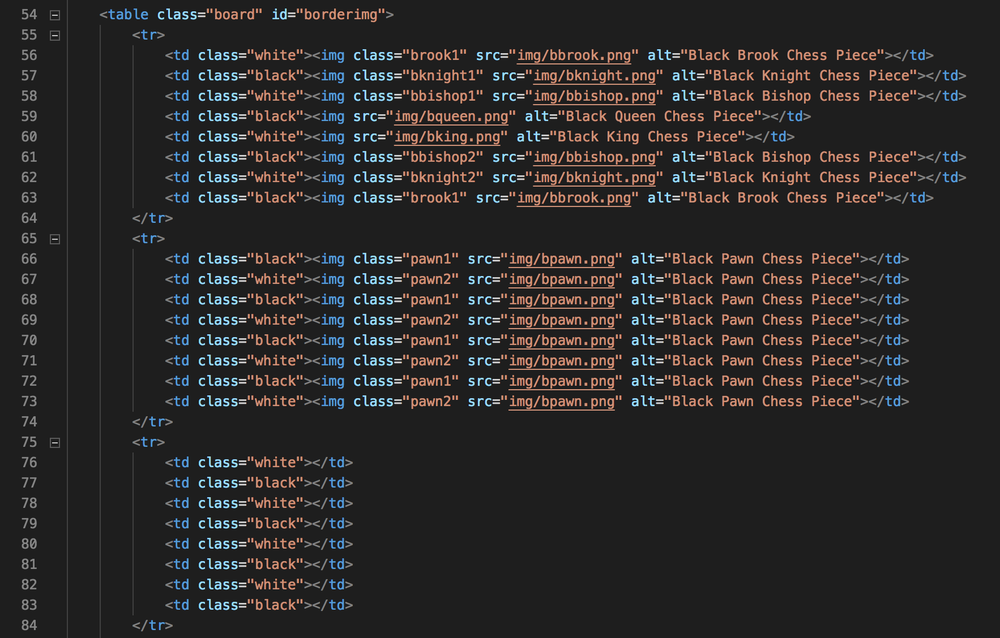 54 <table class="board" id="borderimg">
55 <tr>
56 <td class="white"><img class="brook1" src="img/bbrook.png" alt="Black Brook Chess Piece"></td>
57 <td class="black"><img class="bknight1" src="img/bknight.png" alt="Black Knight Chess Piece"></td>
58 <td class="white"><img class="bbishop1" src="img/bbishop.png" alt="Black Bishop Chess Piece"></td>
59 <td class="black"><img src="img/bqueen.png" alt="Black Queen Chess Piece"></td>
60 <td class="white"><img src="img/bking.png" alt="Black King Chess Piece"></td>
61 <td class="black"><img class="bbishop2" src="img/bbishop.png" alt="Black Bishop Chess Piece"></td>
62 <td class="white"><img class="bknight2" src="img/bknight.png" alt="Black Knight Chess Piece"></td>
63 <td class="black"><img class="brook1" src="img/bbrook.png" alt="Black Brook Chess Piece"></td>
64 </tr>
65 <tr>
66 <td class="black"><img class="pawn1" src="img/bpawn.png" alt="Black Pawn Chess Piece"></td>
67 <td class="white"><img class="pawn2" src="img/bpawn.png" alt="Black Pawn Chess Piece"></td>
68 <td class="black"><img class="pawn1" src="img/bpawn.png" alt="Black Pawn Chess Piece"></td>
69 <td class="white"><img class="pawn2" src="img/bpawn.png" alt="Black Pawn Chess Piece"></td>
70 <td class="black"><img class="pawn1" src="img/bpawn.png" alt="Black Pawn Chess Piece"></td>
71 <td class="white"><img class="pawn2" src="img/bpawn.png" alt="Black Pawn Chess Piece"></td>
72 <td class="black"><img class="pawn1" src="img/bpawn.png" alt="Black Pawn Chess Piece"></td>
73 <td class="white"><img class="pawn2" src="img/bpawn.png" alt="Black Pawn Chess Piece"></td>
74 </tr>
75 <tr>
76 <td class="white"></td>
77 <td class="black"></td>
78 <td class="white"></td>
79 <td class="black"></td>
80 <td class="white"></td>
81 <td class="black"></td>
82 <td class="white"></td>
83 <td class="black"></td>
84 </tr>